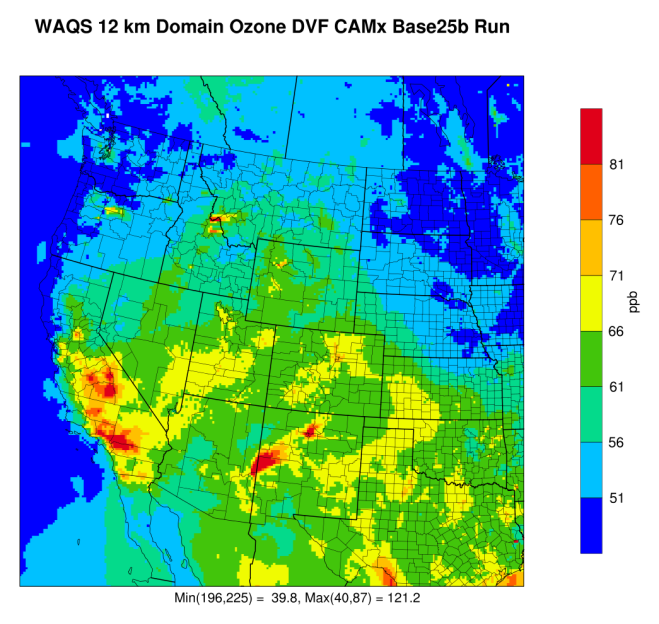 WAQS 12 km Domain Ozone DVF CAMx Base25b Run
81
76
71
66
61
56
51
ppb
Min(196,225) = 39.8, Max(40,87) = 121.2